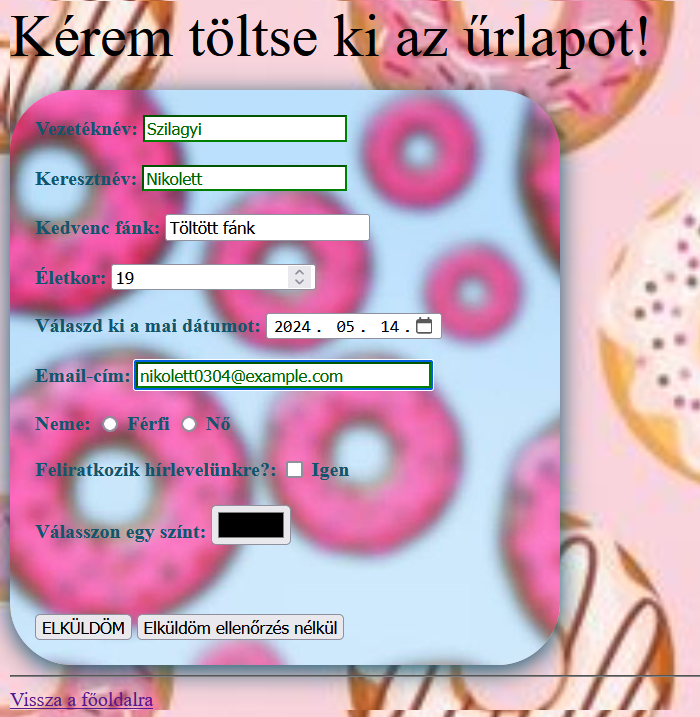 Kérem töltse ki az űrlapot!
Vezetéknév: Szilagyi
Keresztnév: Nikolett
Kedvenc fánk: Töltött fánk
Életkor: 19
Válaszd ki a mai dátumot: 2024. 05. 14.
Email-cím: nikolett0304@example.com
Neme: Férfi Nő
Feliratkozik hírlevelünkre?: Igen
Válasszon egy színt:
ELKÜLDÖM Elküldöm ellenőrzés nélkül
Vissza a főoldalra